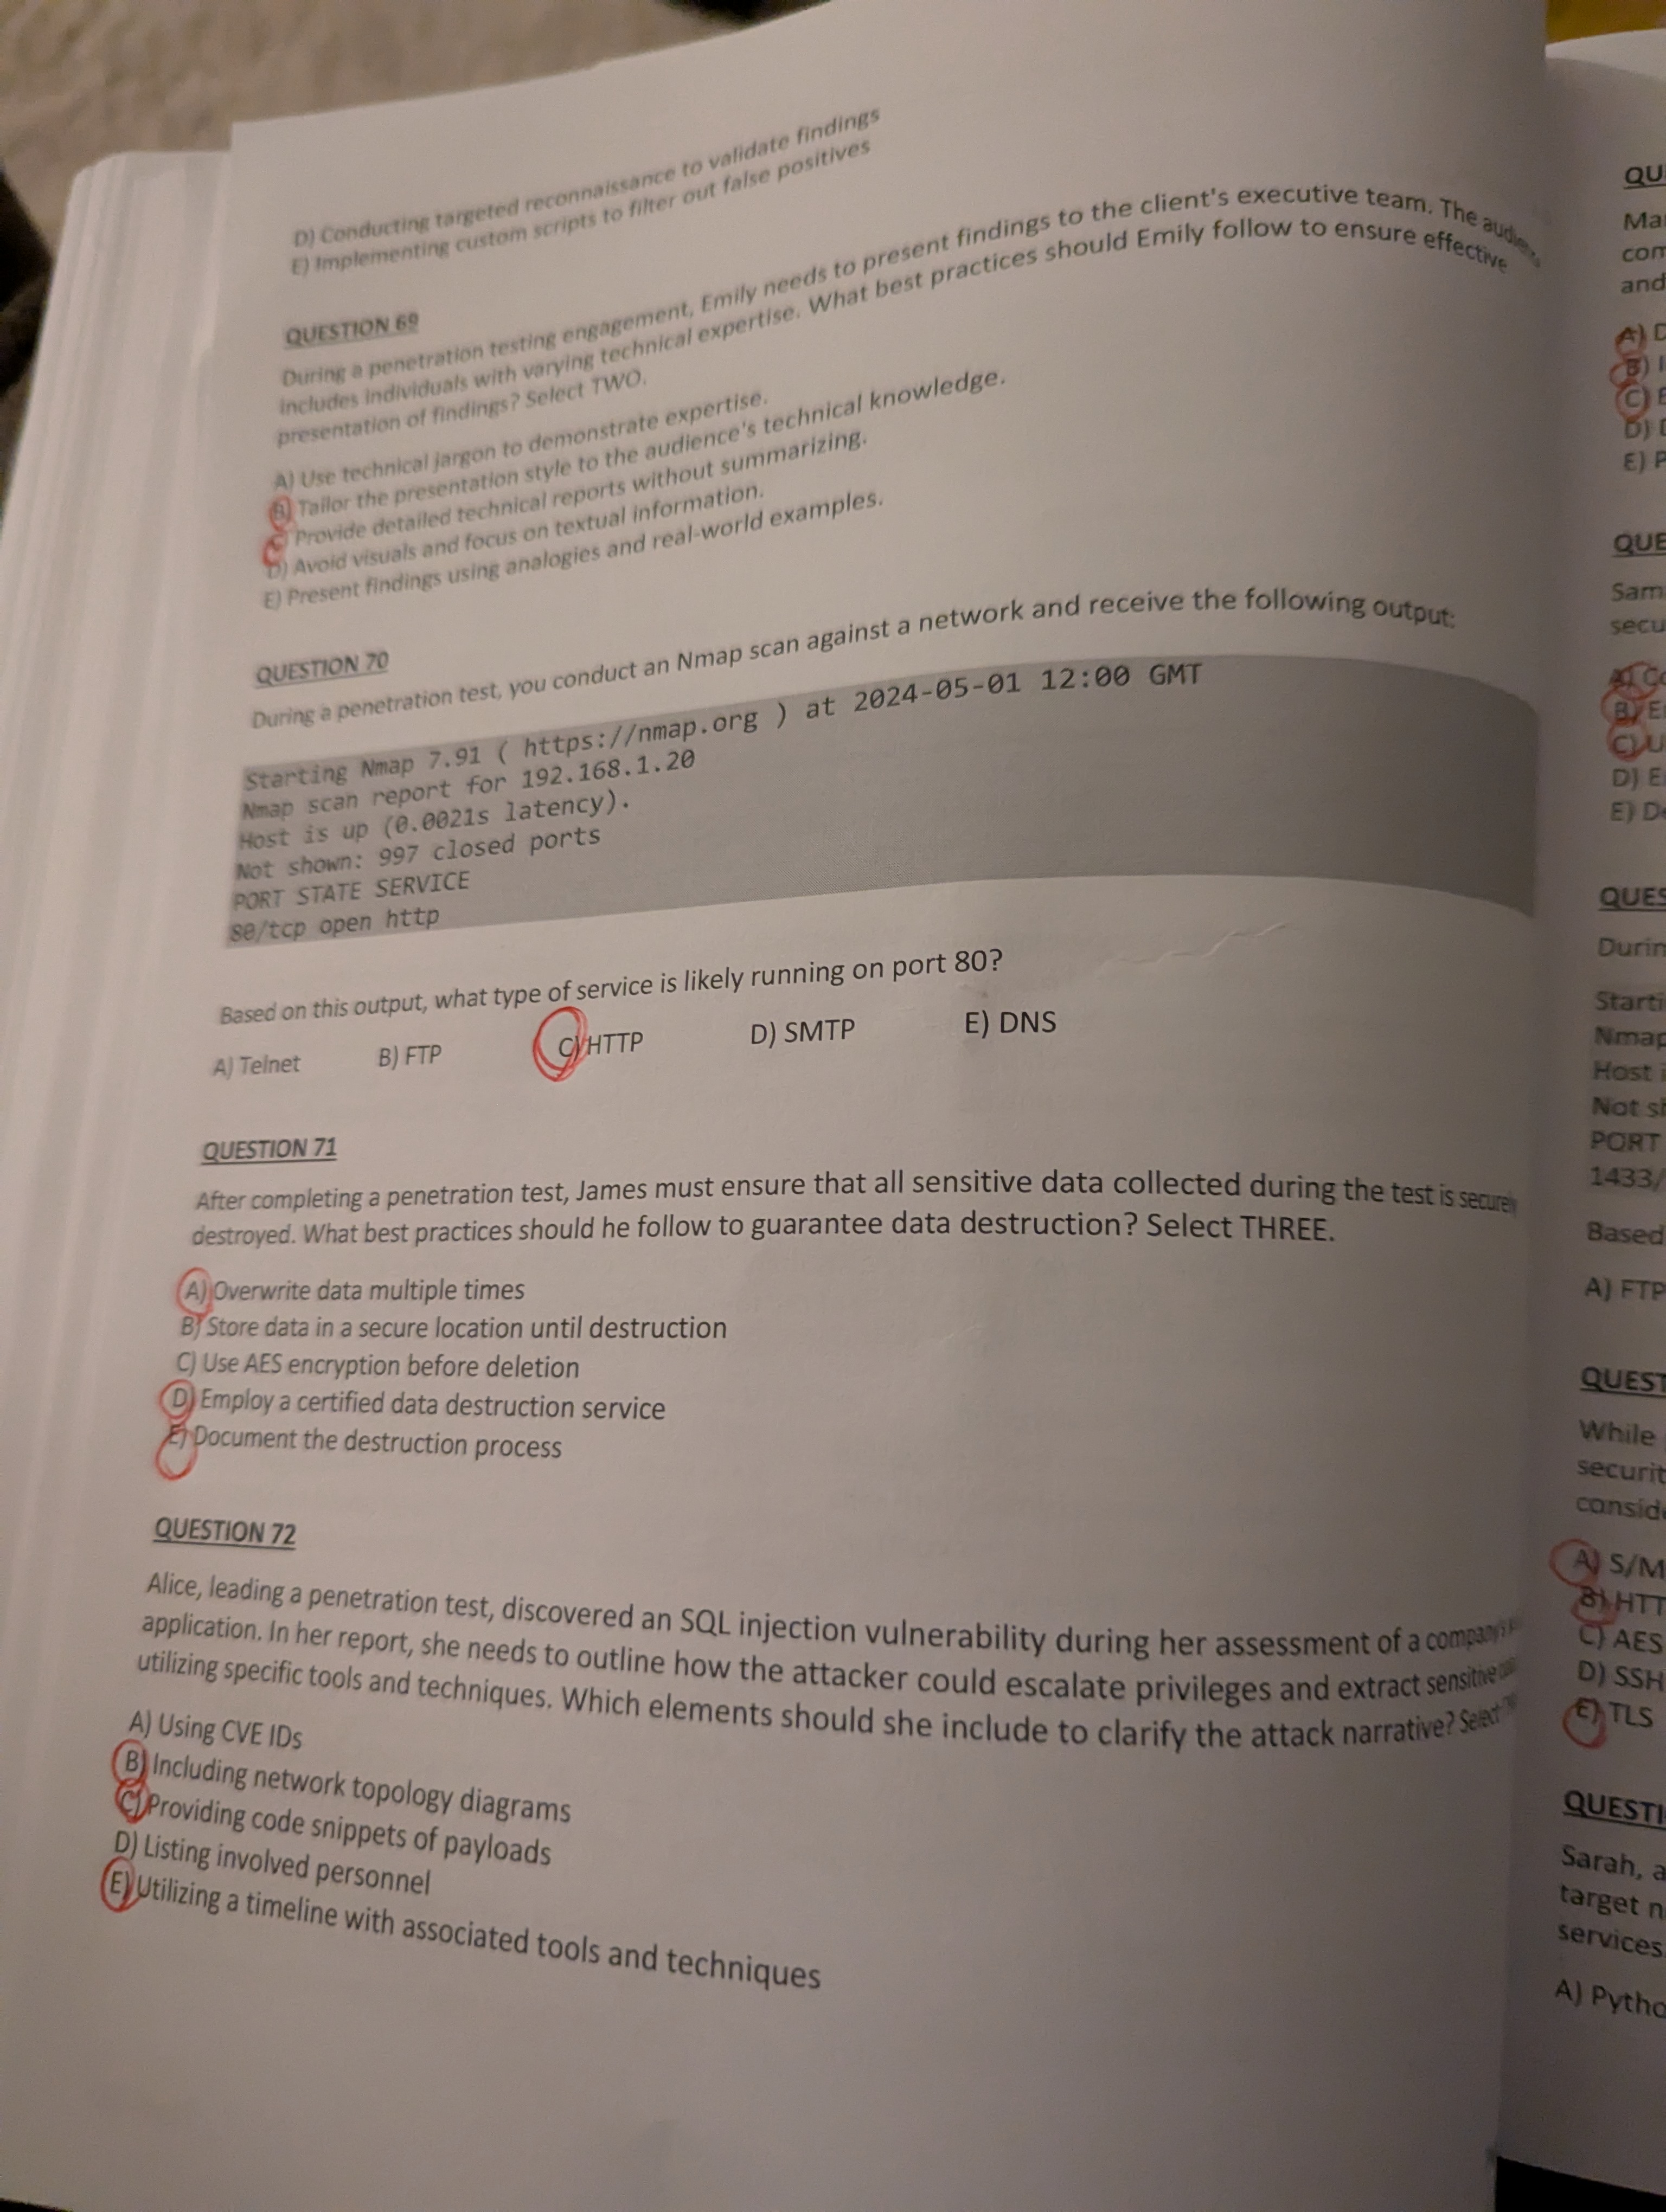 D) Conducting targeted reconnaissance to validate findings
E) Implementing custom scripts to filter out false positives
QUESTION 69
During a penetration testing engagement, Emily needs to present findings to the client's executive team. The audience
includes individuals with varying technical expertise. What best practices should Emily follow to ensure effective
presentation of findings? Select TWO.
A) Use technical jargon to demonstrate expertise.
B) Tailor the presentation style to the audience's technical knowledge.
C) Provide detailed technical reports without summarizing.
D) Avoid visuals and focus on textual information.
E) Present findings using analogies and real-world examples.
QUESTION 70
During a penetration test, you conduct an Nmap scan against a network and receive the following output:
Starting Nmap 7.91 ( https://nmap.org ) at 2024-05-01 12:00 GMT
Nmap scan report for 192.168.1.20
Host is up (0.0021s latency).
Not shown: 997 closed ports
PORT STATE SERVICE
80/tcp open http
Based on this output, what type of service is likely running on port 80?
A) Telnet B) FTP C) HTTP D) SMTP E) DNS
QUESTION 71
After completing a penetration test, James must ensure that all sensitive data collected during the test is securely
destroyed. What best practices should he follow to guarantee data destruction? Select THREE.
A) Overwrite data multiple times
B) Store data in a secure location until destruction
C) Use AES encryption before deletion
D) Employ a certified data destruction service
E) Document the destruction process
QUESTION 72
Alice, leading a penetration test, discovered an SQL injection vulnerability during her assessment of a company's
application. In her report, she needs to outline how the attacker could escalate privileges and extract sensitive
utilizing specific tools and techniques. Which elements should she include to clarify the attack narrative? Select
A) Using CVE IDs
B) Including network topology diagrams
C) Providing code snippets of payloads
D) Listing involved personnel
E) Utilizing a timeline with associated tools and techniques
QU
Ma
com
and
A) D
B) I
C) E
D) D
E) P
QUE
Sam
secu
A) Co
B) E
C) U
D) E
E) De
QUES
Durin
Starti
Nmap
Host i
Not sh
PORT
1433/
Based
A) FTP
QUEST
While
securit
conside
A) S/M
B) HTT
C) AES
D) SSH
E) TLS
QUESTI
Sarah, a
target n
services
A) Pytho